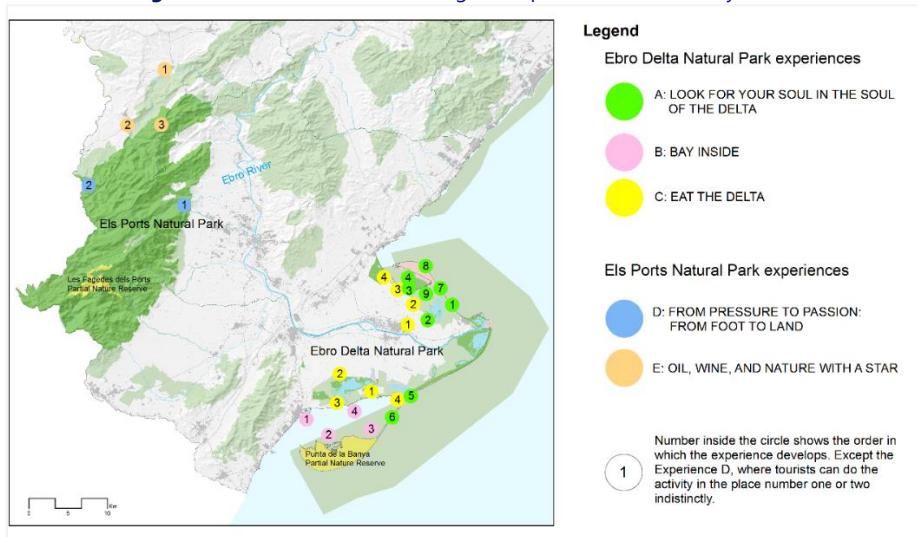 1
2
3
2
1
Ebro River
Els Ports Natural Park
Les Fagedes dels Ports
Partial Nature Reserve
8
4
4
3
3
7
9
2
1
2
1
Ebro Delta Natural Park
2
1
5
3
4
4
6
1
3
2
Punta de la Banya
Partial Nature Reserve
0 5 10 Km
Legend
Ebro Delta Natural Park experiences
A: LOOK FOR YOUR SOUL IN THE SOUL
OF THE DELTA
B: BAY INSIDE
C: EAT THE DELTA
Els Ports Natural Park experiences
D: FROM PRESSURE TO PASSION:
FROM FOOT TO LAND
E: OIL, WINE, AND NATURE WITH A STAR
1
Number inside the circle shows the order in
which the experience develops. Except the
Experience D, where tourists can do the
activity in the place number one or two
indistinctly.